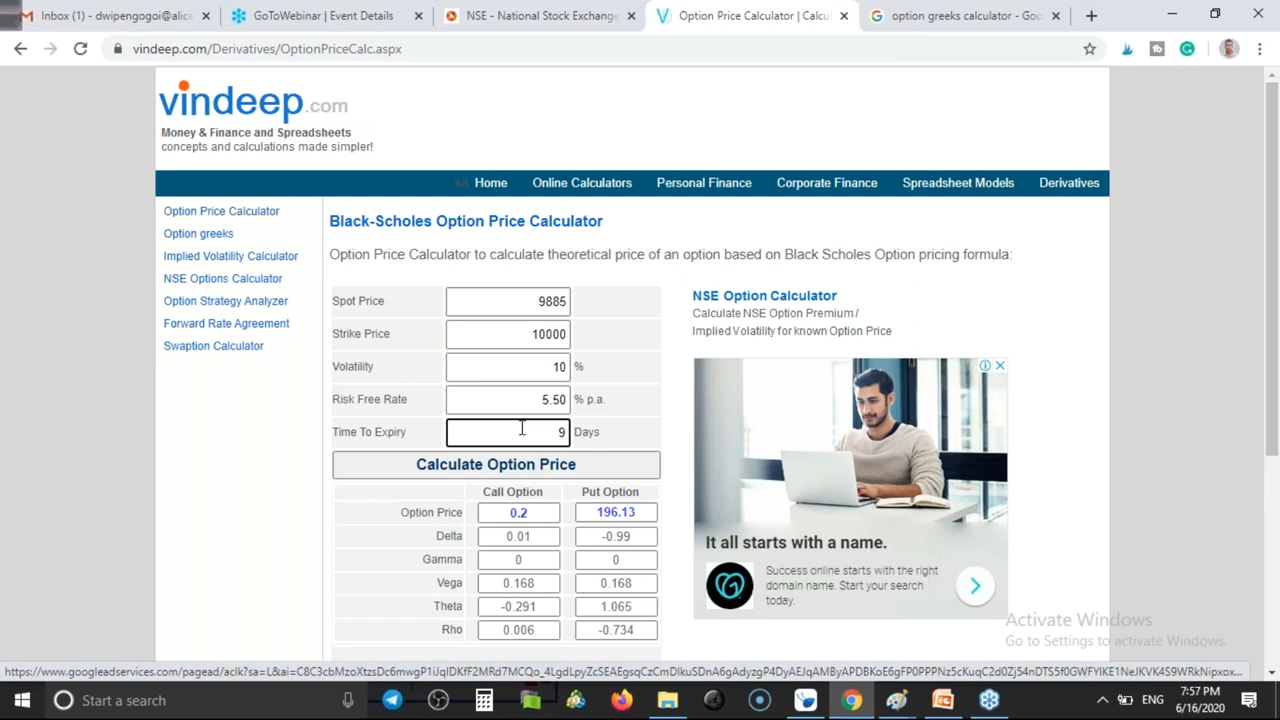 Inbox (1) - dwipengogoi@alice
GoToWebinar | Event Details
NSE - National Stock Exchange
Option Price Calculator | Calcu
option greeks calculator - Goo
vindeep.com/Derivatives/OptionPriceCalc.aspx
vindeep.com
Money & Finance and Spreadsheets
concepts and calculations made simpler!
Home Online Calculators Personal Finance Corporate Finance Spreadsheet Models Derivatives
Option Price Calculator
Option greeks
Implied Volatility Calculator
NSE Options Calculator
Option Strategy Analyzer
Forward Rate Agreement
Swaption Calculator
Black-Scholes Option Price Calculator
Option Price Calculator to calculate theoretical price of an option based on Black Scholes Option pricing formula:
Spot Price 9885
Strike Price 10000
Volatility 10 %
Risk Free Rate 5.50 % p.a.
Time To Expiry 9 Days
Calculate Option Price
Call Option Put Option
Option Price 0.2 196.13
Delta 0.01 -0.99
Gamma 0 0
Vega 0.168 0.168
Theta -0.291 1.065
Rho 0.006 -0.734
NSE Option Calculator
Calculate NSE Option Premium /
Implied Volatility for known Option Price
It all starts with a name.
Success online starts with the right
domain name. Start your search
today.
Activate Windows
Go to Settings to activate Windows.
Type here to search
ENG
7:57 PM
6/16/2020